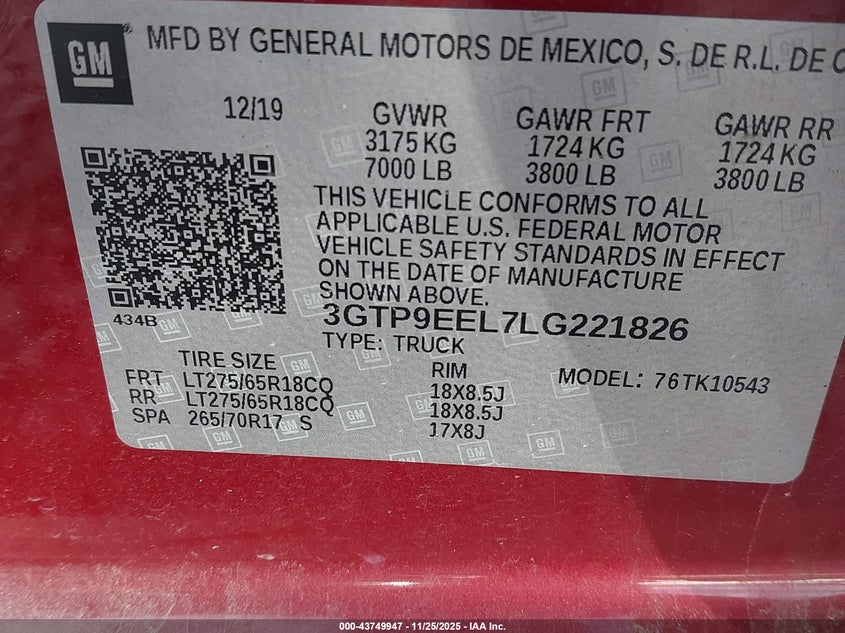 GM
MFD BY GENERAL MOTORS DE MEXICO, S. DE R.L. DE C
12/19
GVWR
3175 KG
7000 LB
GAWR FRT
1724 KG
3800 LB
GAWR RR
1724 KG
3800 LB
THIS VEHICLE CONFORMS TO ALL
APPLICABLE U.S. FEDERAL MOTOR
VEHICLE SAFETY STANDARDS IN EFFECT
ON THE DATE OF MANUFACTURE
SHOWN ABOVE.
434B
3GTP9EEL7LG221826
TYPE: TRUCK
TIRE SIZE
RIM
MODEL: 76TK10543
FRT LT275/65R18CQ 18X8.5J
RR LT275/65R18CQ 18X8.5J
SPA 265/70R17 S 17X8J
000-43749947 - 11/25/2025 - IAA Inc.